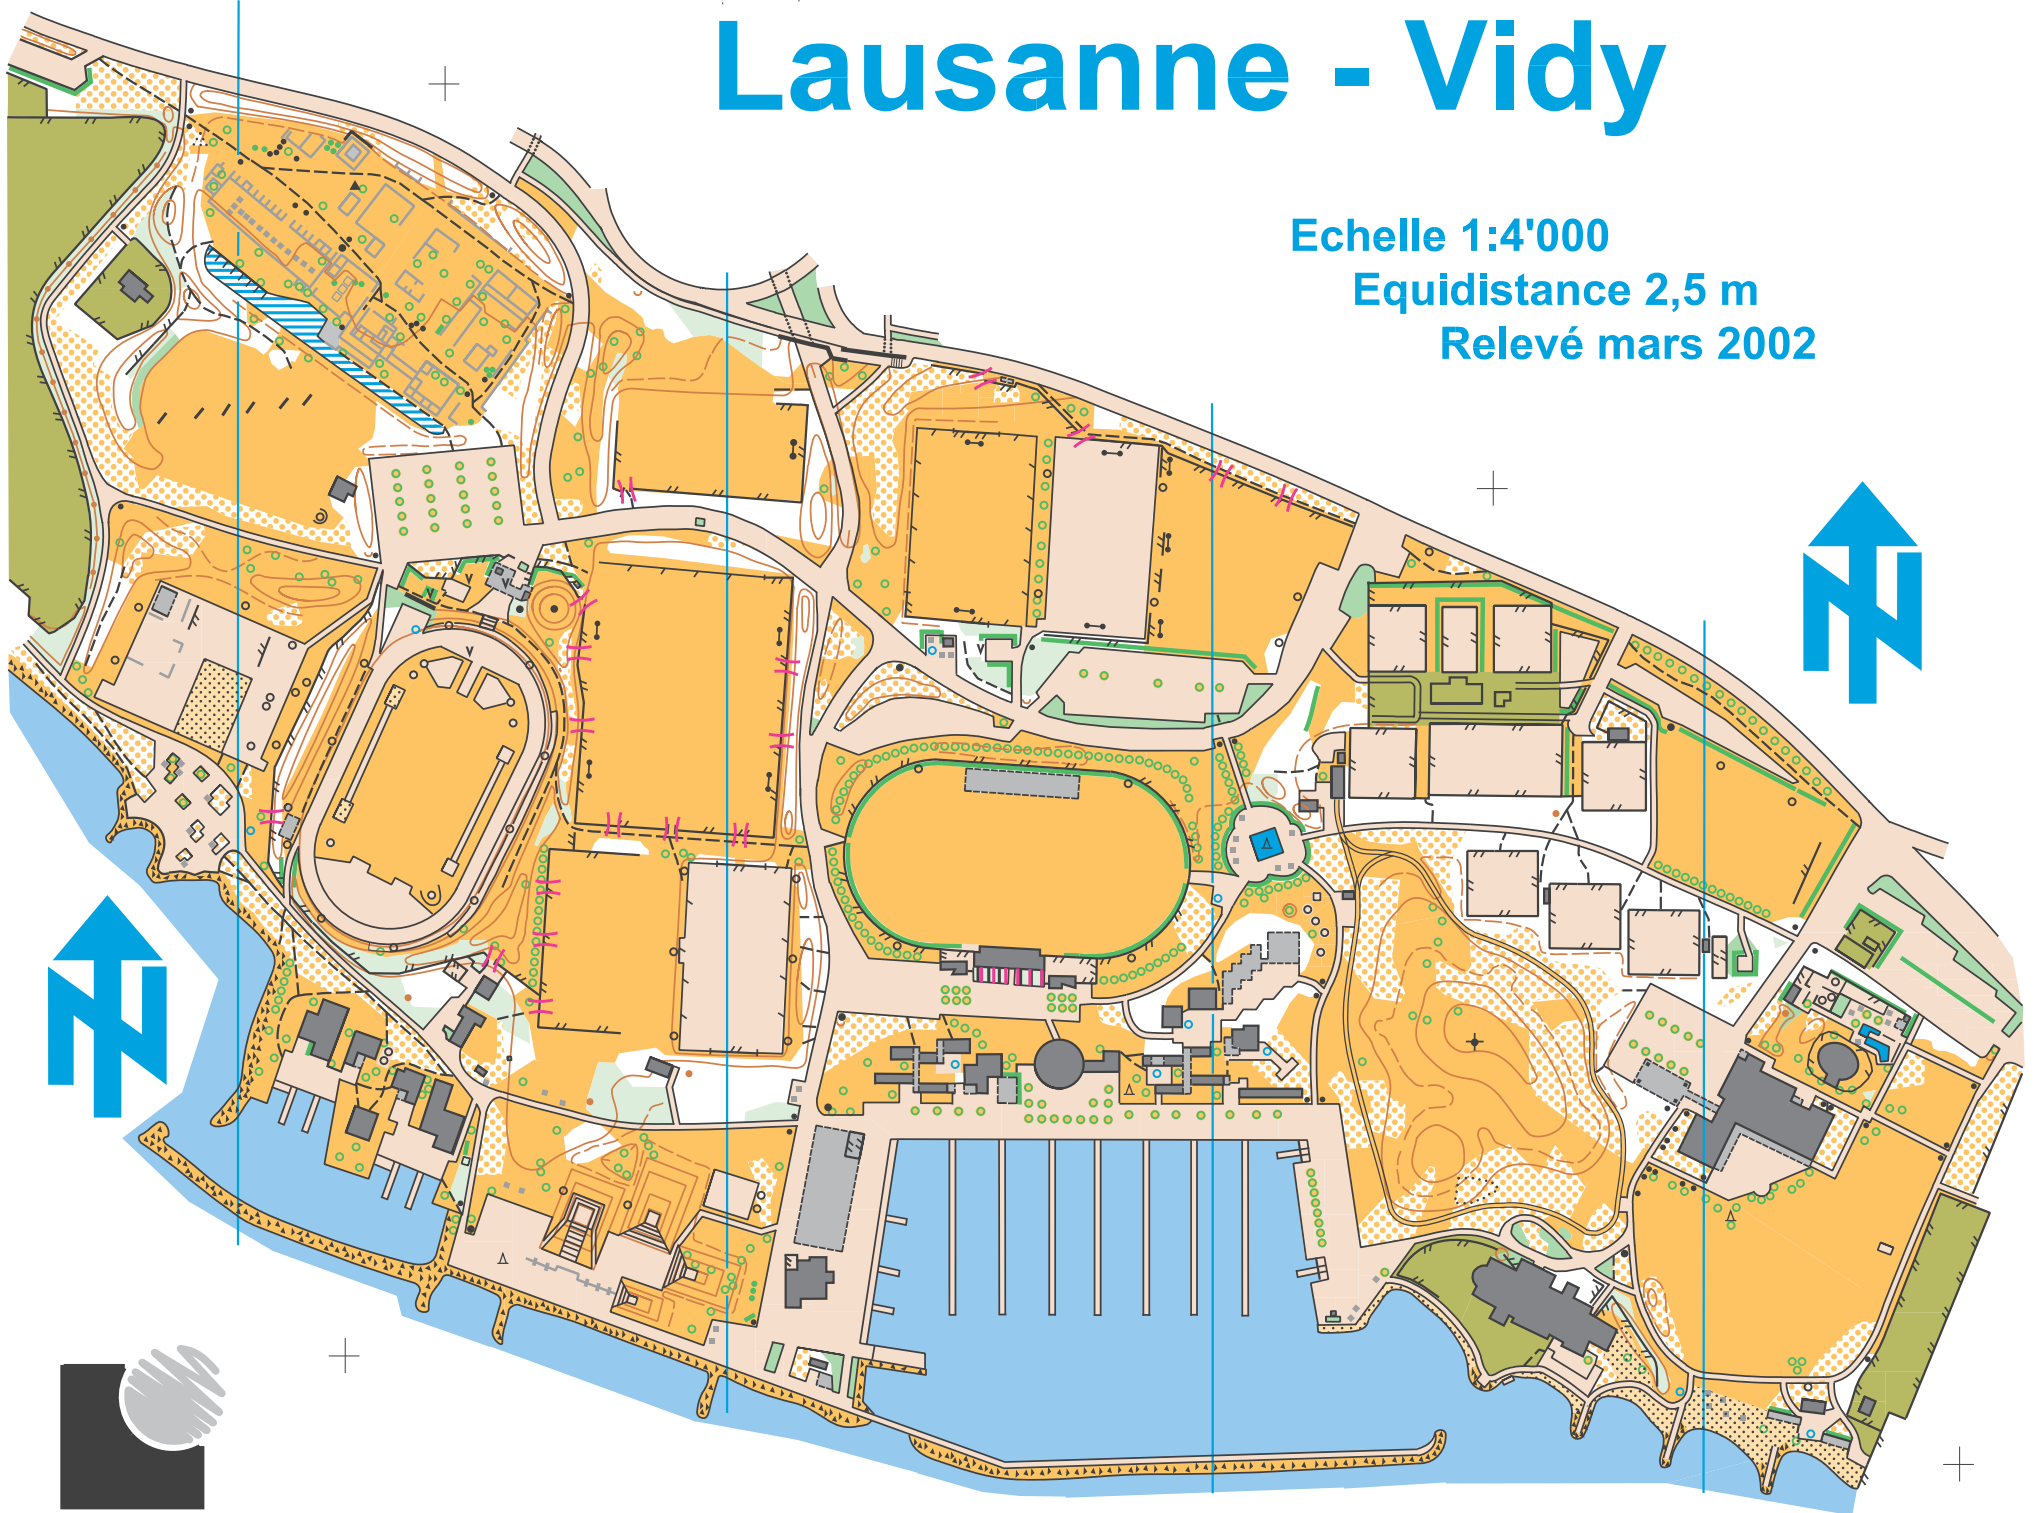 Lausanne - Vidy
Echelle 1:4'000
Equidistance 2,5 m
Relevé mars 2002
N
N